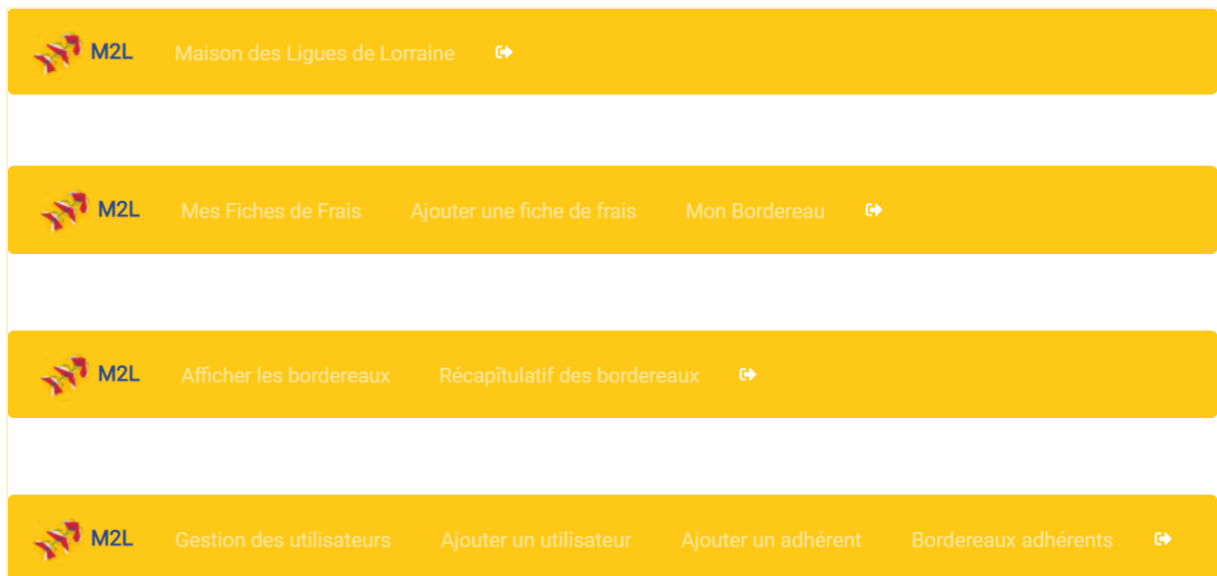 M2L Maison des Ligues de Lorraine
M2L Mes Fiches de Frais Ajouter une fiche de frais Mon Bordereau
M2L Afficher les bordereaux Récapîtulatif des bordereaux
M2L Gestion des utilisateurs Ajouter un utilisateur Ajouter un adhérent Bordereaux adhérents